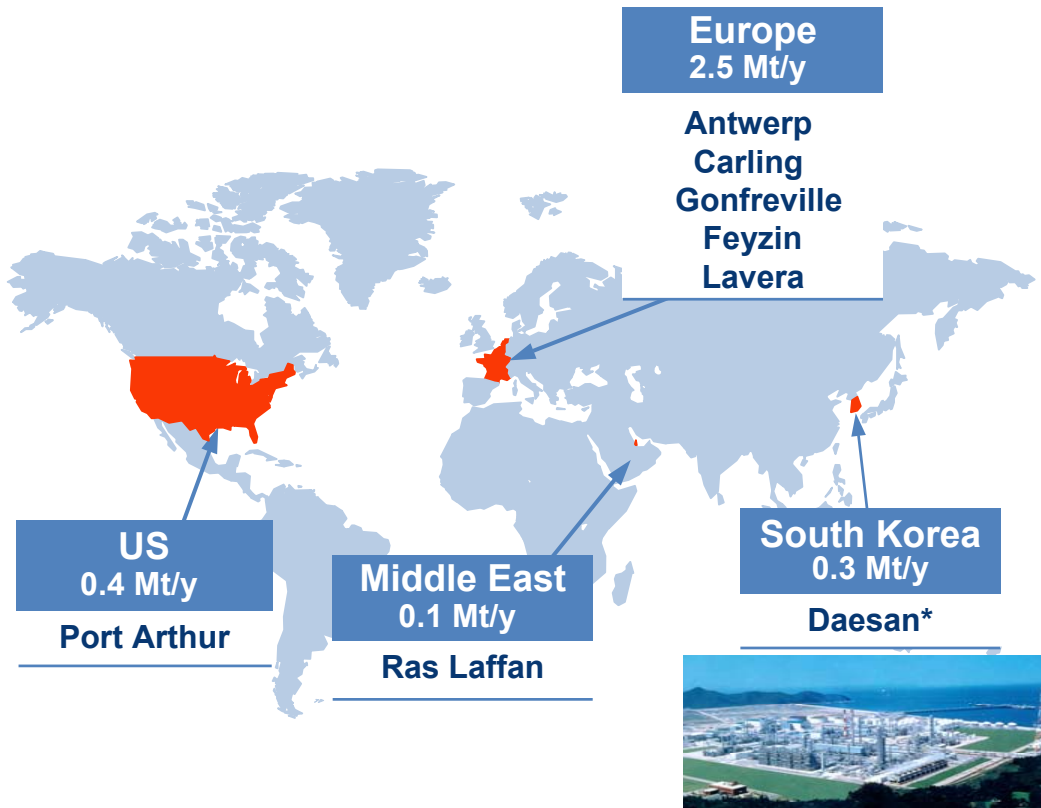 Europe
2.5 Mt/y
Antwerp
Carling
Gonfreville
Feyzin
Lavera
US
0.4 Mt/y
Port Arthur
Middle East
0.1 Mt/y
Ras Laffan
South Korea
0.3 Mt/y
Daesan*